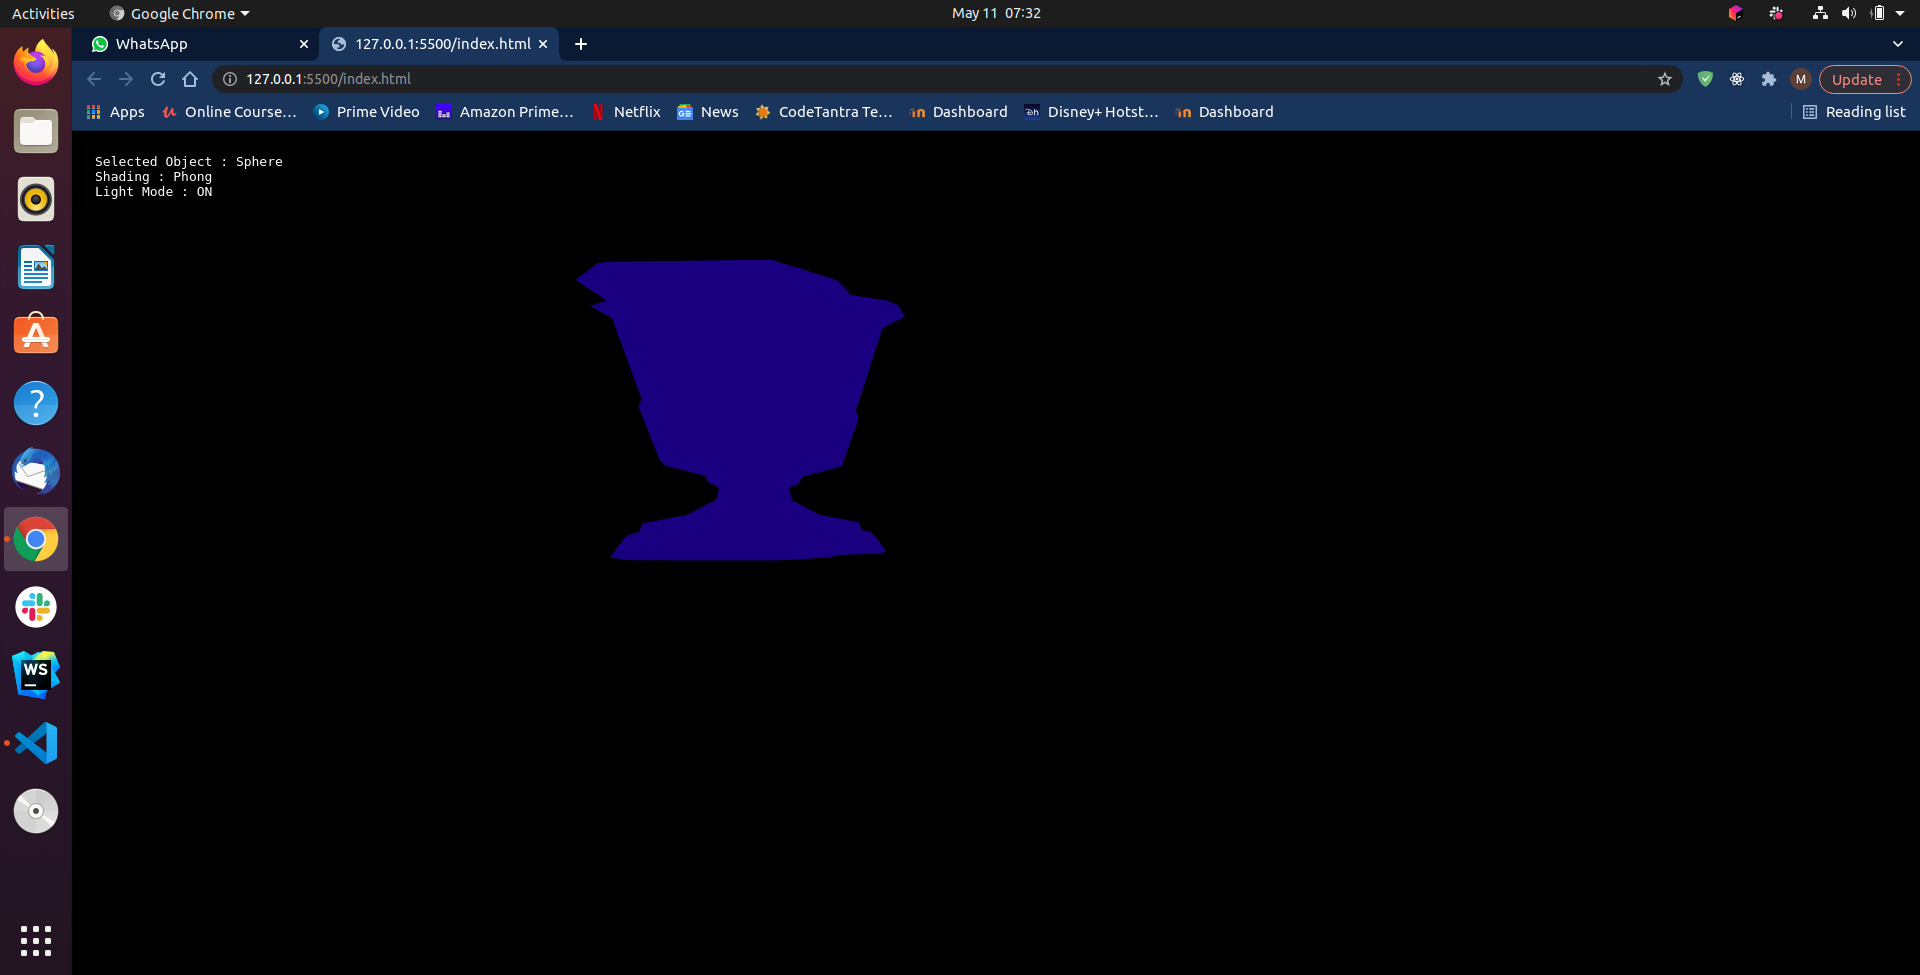 Activities
Google Chrome
May 11 07:32
WhatsApp
127.0.0.1:5500/index.html
127.0.0.1:5500/index.html
M
Update
Apps
Online Course...
Prime Video
Amazon Prime...
Netflix
News
CodeTantra Te...
Dashboard
Disney+ Hotst...
Dashboard
Reading list
Selected Object : Sphere
Shading : Phong
Light Mode : ON
WS